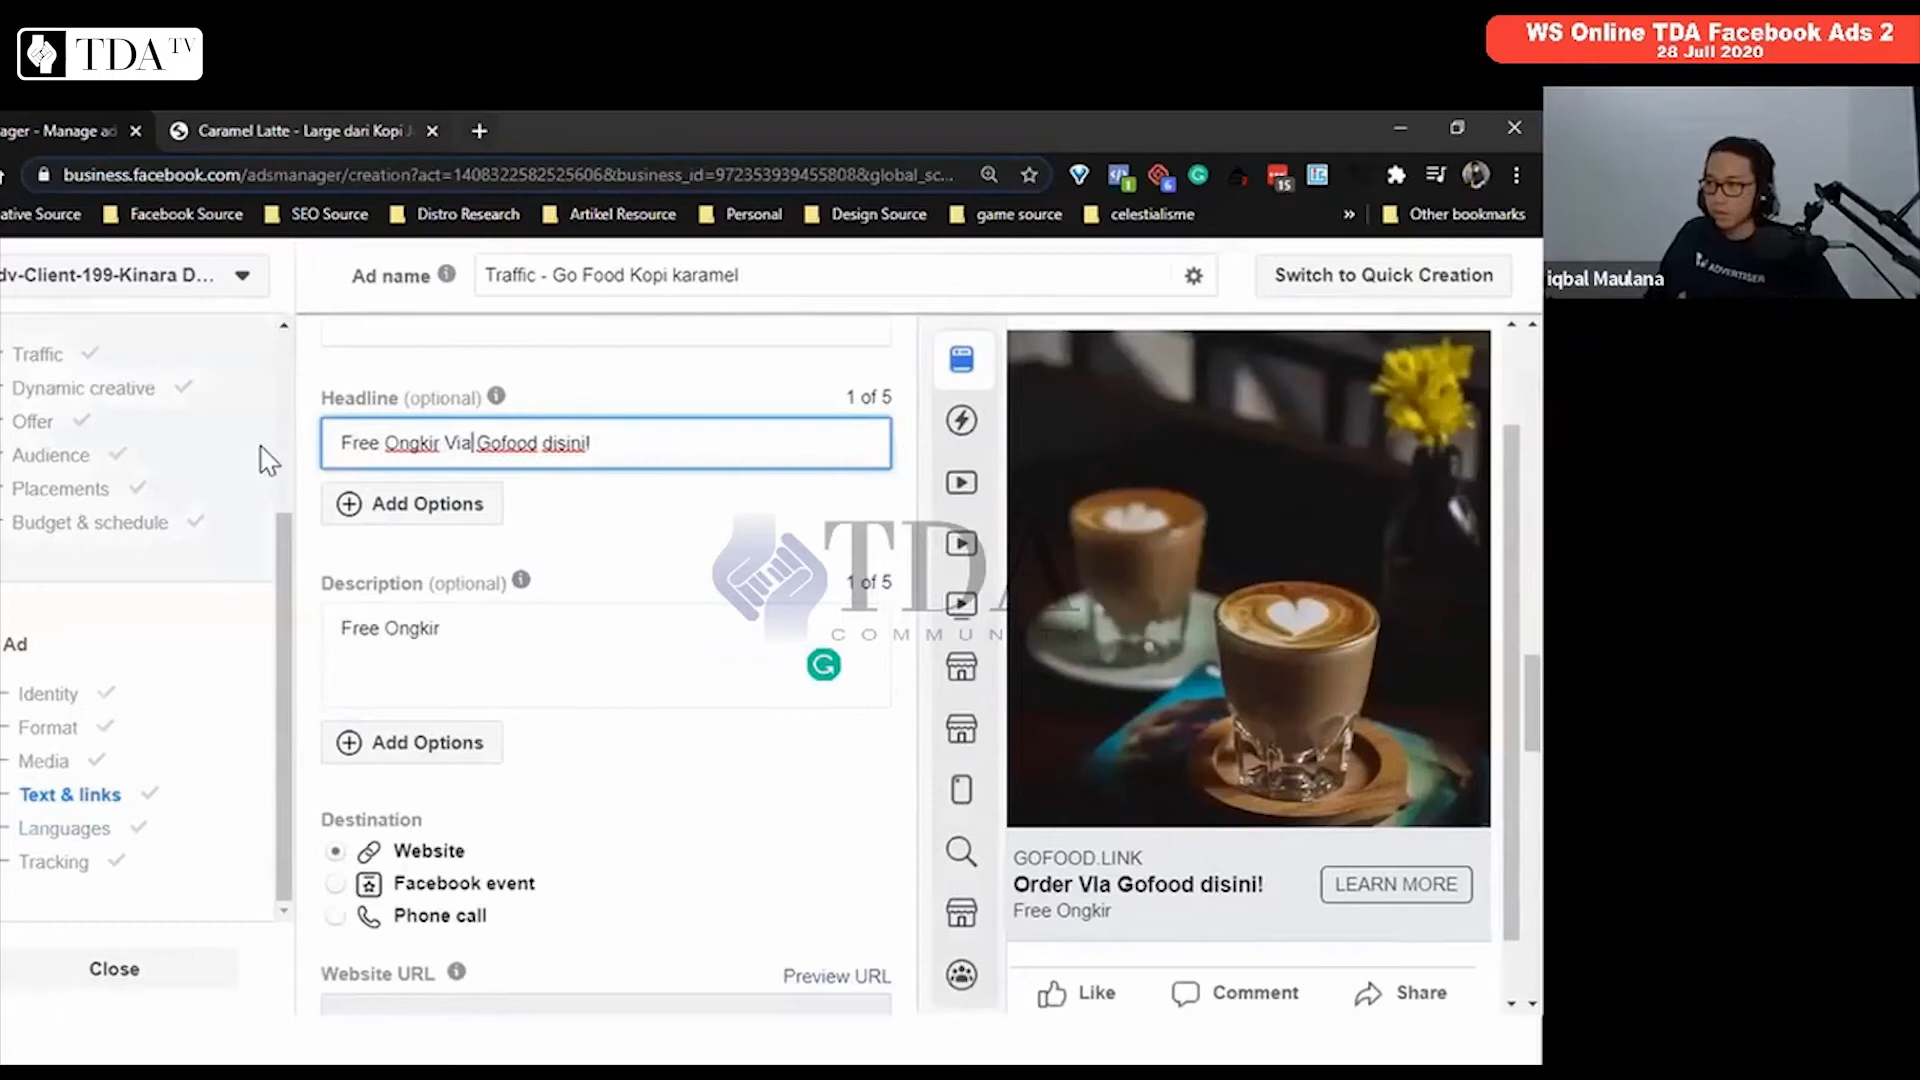 TDA TV
WS Online TDA Facebook Ads 2
28 Juli 2020
ager - Manage ad
Caramel Latte - Large dari Kopi J
business.facebook.com/adsmanager/creation?act=1408322582525606&business_id=972353939455808&global_sc...
1
6
15
ative Source
Facebook Source
SEO Source
Distro Research
Artikel Resource
Personal
Design Source
game source
celestialisme
»
Other bookmarks
dv-Client-199-Kinara D...
Ad name
Traffic - Go Food Kopi karamel
Switch to Quick Creation
iqbal Maulana
ADVERTISER
Traffic
Dynamic creative
Offer
Audience
Placements
Budget & schedule
Ad
Identity
Format
Media
Text & links
Languages
Tracking
Close
Headline (optional)
1 of 5
Free Ongkir Via Gofood disini!
Add Options
Description (optional)
1 of 5
Free Ongkir
Add Options
TDA
COMMUN
Destination
Website
Facebook event
Phone call
Website URL
Preview URL
GOFOOD.LINK
Order VIa Gofood disini!
Free Ongkir
LEARN MORE
Like
Comment
Share